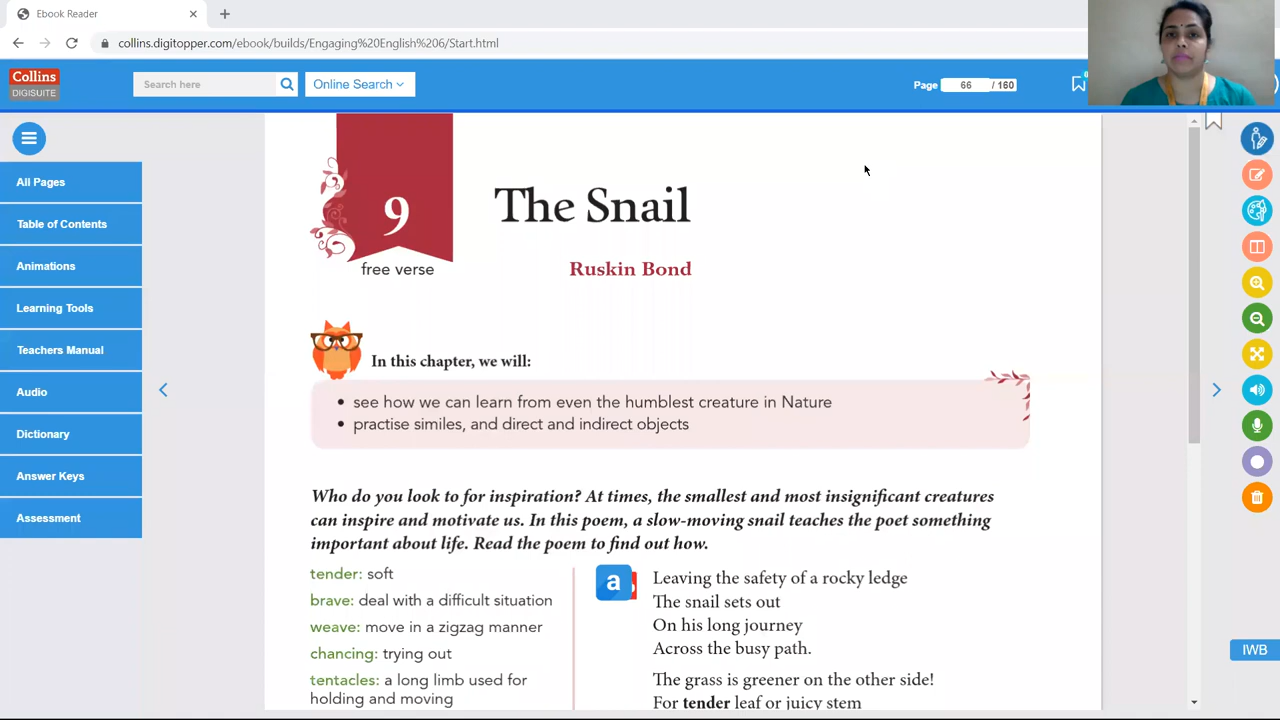 Ebook Reader
collins.digitopper.com/ebook/builds/Engaging%20English%206/Start.html
Collins
DIGISUITE
Search here
Online Search
Page 66 / 160
All Pages
Table of Contents
Animations
Learning Tools
Teachers Manual
Audio
Dictionary
Answer Keys
Assessment
9
free verse
The Snail
Ruskin Bond
In this chapter, we will:
• see how we can learn from even the humblest creature in Nature
• practise similes, and direct and indirect objects
Who do you look to for inspiration? At times, the smallest and most insignificant creatures
can inspire and motivate us. In this poem, a slow-moving snail teaches the poet something
important about life. Read the poem to find out how.
tender: soft
brave: deal with a difficult situation
weave: move in a zigzag manner
chancing: trying out
tentacles: a long limb used for
holding and moving
a
Leaving the safety of a rocky ledge
The snail sets out
On his long journey
Across the busy path.
The grass is greener on the other side!
For tender leaf or juicy stem
IWB